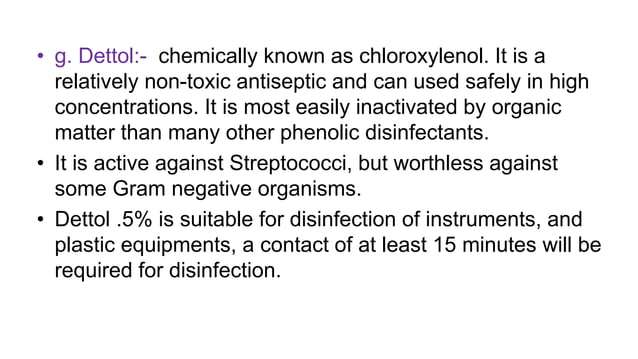 • g. Dettol:- chemically known as chloroxylenol. It is a
relatively non-toxic antiseptic and can used safely in high
concentrations. It is most easily inactivated by organic
matter than many other phenolic disinfectants.
• It is active against Streptococci, but worthless against
some Gram negative organisms.
• Dettol .5% is suitable for disinfection of instruments, and
plastic equipments, a contact of at least 15 minutes will be
required for disinfection.